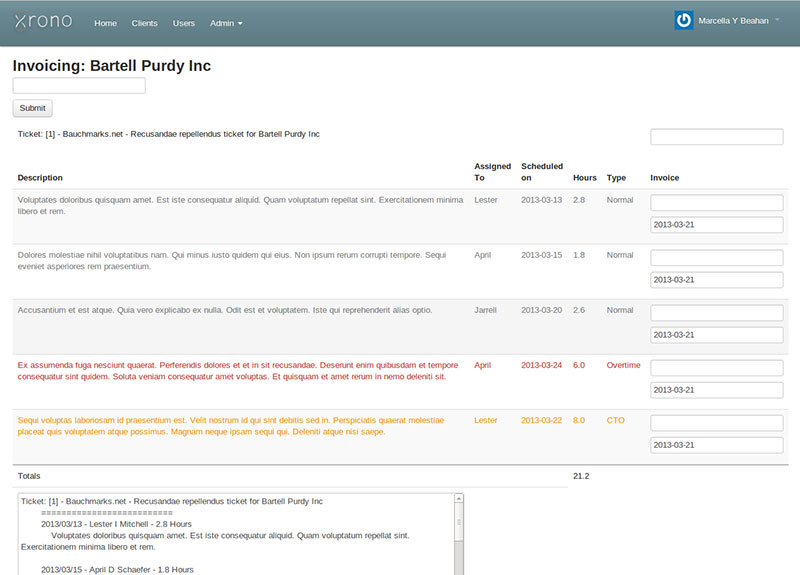 xrono Home Clients Users Admin Marcella Y Beahan
Invoicing: Bartell Purdy Inc
Submit
Ticket: [1] - Bauchmarks.net - Recusandae repellendus ticket for Bartell Purdy Inc
Description Assigned To Scheduled on Hours Type Invoice
Voluptates doloribus quisquam amet. Est iste consequatur aliquid. Quam voluptatum repellat sint. Exercitationem minima Lester 2013-03-13 2.8 Normal
libero et rem.
2013-03-21
Dolores molestiae nihil voluptatibus nam. Qui minus iusto quidem qui eius. Non ipsum rerum corrupti tempore. Sequi April 2013-03-15 1.8 Normal
eveniet asperiores rem praesentium.
2013-03-21
Accusantium et est atque. Quia vero explicabo ex nulla. Odit est et voluptatem. Iste qui reprehenderit alias optio. Jarrell 2013-03-20 2.6 Normal
2013-03-21
Ex assumenda fuga nesciunt quaerat. Perferendis dolores et et in sit recusandae. Deserunt enim quibusdam et tempore April 2013-03-24 6.0 Overtime
consequatur sint quidem. Soluta veniam consequatur amet voluptas. Et quisquam et amet rerum in nemo deleniti sit.
2013-03-21
Sequi voluptas laboriosam id praesentium est. Velit nostrum id qui sint debitis sed in. Perspiciatis quaerat molestiae Lester 2013-03-22 8.0 CTO
placeat quis voluptatem atque possimus. Magnam neque ipsam sequi qui. Deleniti atque nisi saepe.
2013-03-21
Totals 21.2
Ticket: [1] - Bauchmarks.net - Recusandae repellendus ticket for Bartell Purdy Inc
==========================
2013/03/13 - Lester I Mitchell - 2.8 Hours
Voluptates doloribus quisquam amet. Est iste consequatur aliquid. Quam voluptatum repellat sint.
Exercitationem minima libero et rem.
2013/03/15 - April D Schaefer - 1.8 Hours